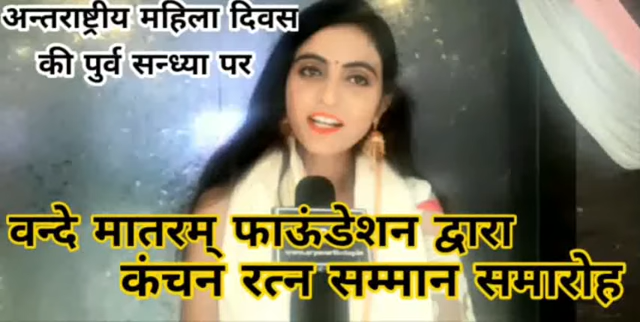 अन्तराष्ट्रीय महिला दिवस
की पुर्व सन्ध्या पर
वन्दे मातरम् फाऊंडेशन द्वारा
कंचन रत्न सम्मान समारोह